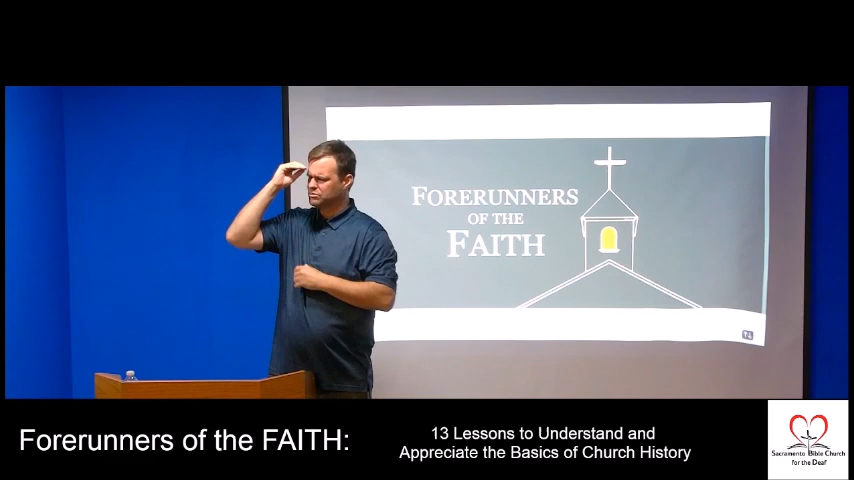 FORERUNNERS
OF THE
FAITH
Forerunners of the FAITH:
13 Lessons to Understand and
Appreciate the Basics of Church History
Sacramento Bible Church
for the Deaf